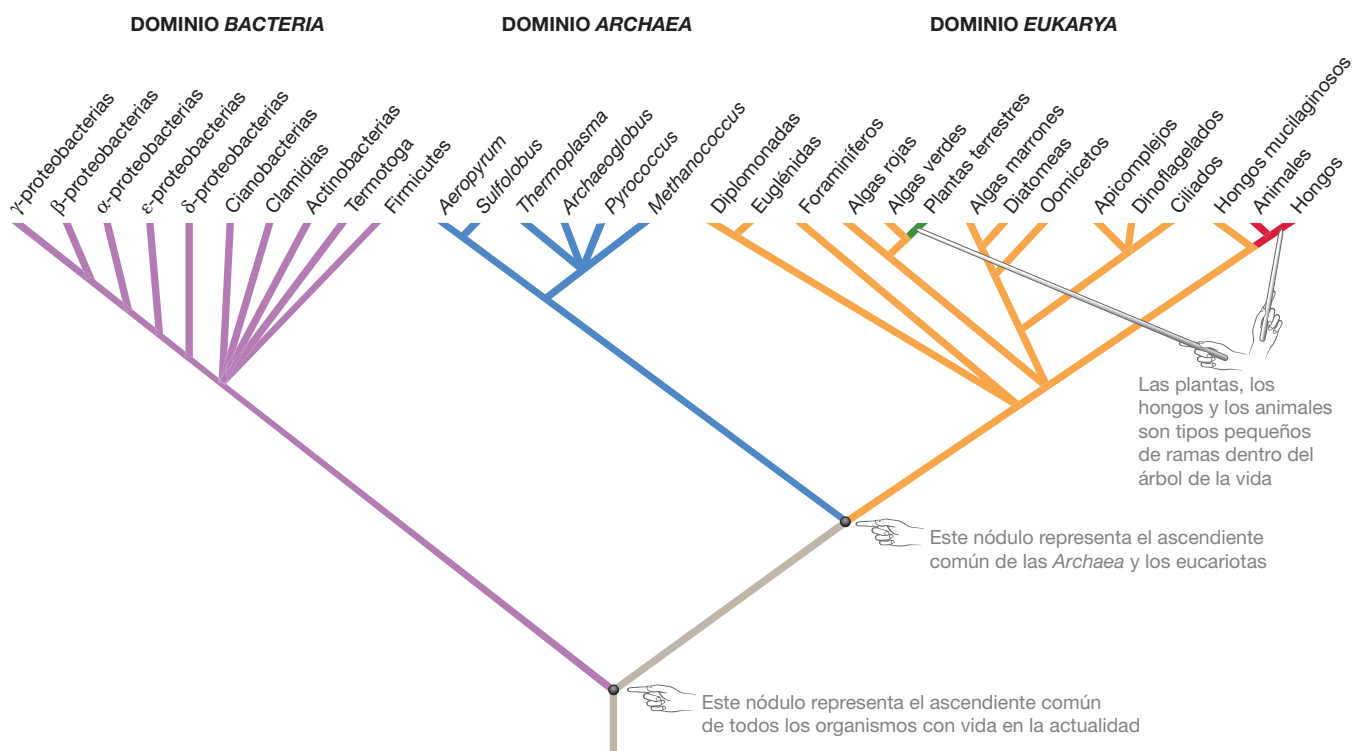 DOMINIO BACTERIA
DOMINIO ARCHAEA
DOMINIO EUKARYA
γ-proteobacterias
β-proteobacterias
α-proteobacterias
ε-proteobacterias
δ-proteobacterias
Cianobacterias
Clamidias
Actinobacterias
Termotoga
Firmicutes
Aeropyrum
Sulfolobus
Thermoplasma
Archaeoglobus
Pyrococcus
Methamococcus
Diplomonadas
Euglénidas
Foraminíferos
Algas rojas
Algas verdes
Plantas terrestres
Algas marrones
Diatomeas
Oomicetos
Apicomplejos
Dinoflagelados
Ciliados
Hongos mucilaginosos
Animales
Hongos
Las plantas, los
hongos y los animales
son tipos pequeños
de ramas dentro del
árbol de la vida
Este nódulo representa el ascendiente
común de las Archaea y los eucariotas
Este nódulo representa el ascendiente común
de todos los organismos con vida en la actualidad